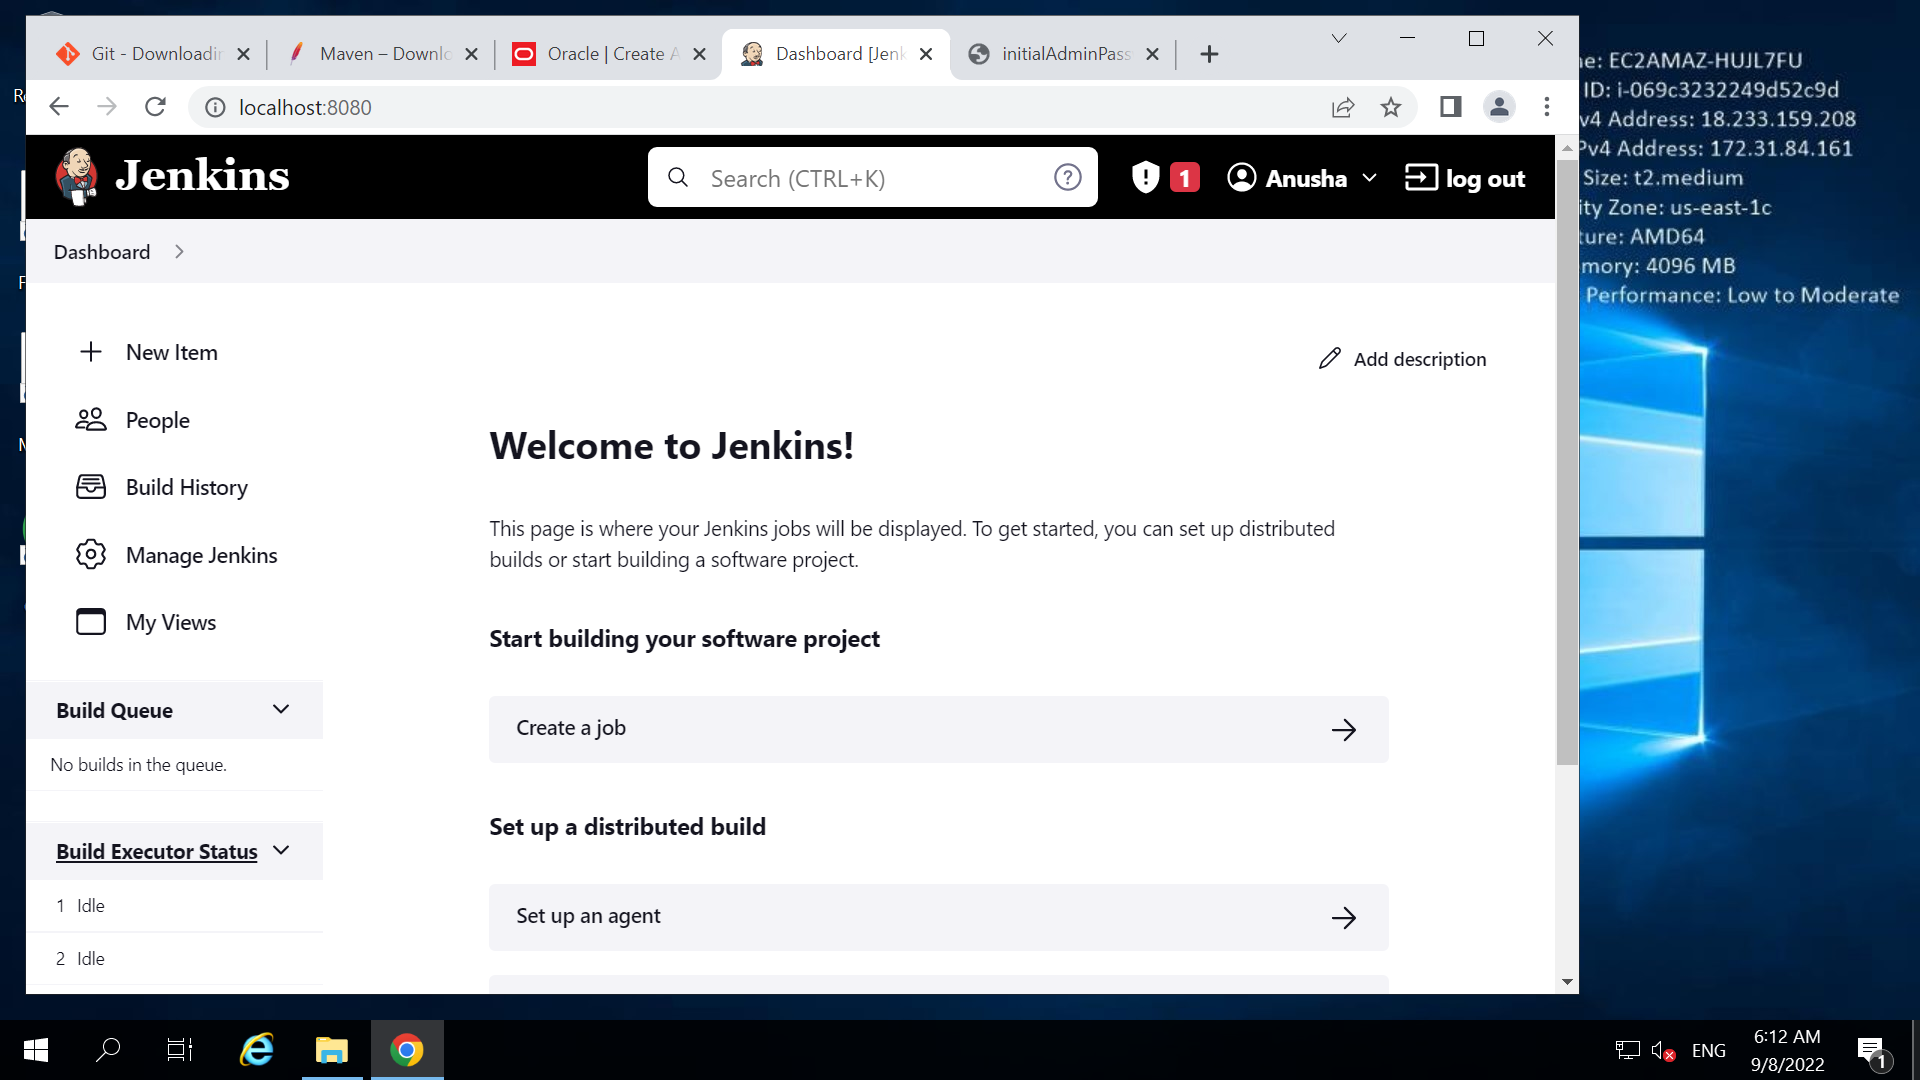 Git - Downloadin
Maven – Downlo
Oracle | Create A
Dashboard [Jenk
initialAdminPass
localhost:8080
Jenkins
Search (CTRL+K)
1
Anusha
log out
Dashboard
New Item
People
Build History
Manage Jenkins
My Views
Add description
Welcome to Jenkins!
This page is where your Jenkins jobs will be displayed. To get started, you can set up distributed
builds or start building a software project.
Start building your software project
Create a job
Set up a distributed build
Set up an agent
Build Queue
No builds in the queue.
Build Executor Status
1 Idle
2 Idle
ne: EC2AMAZ-HUJL7FU
ID: i-069c3232249d52c9d
v4 Address: 18.233.159.208
Pv4 Address: 172.31.84.161
Size: t2.medium
ity Zone: us-east-1c
ture: AMD64
mory: 4096 MB
Performance: Low to Moderate
ENG
6:12 AM
9/8/2022
1